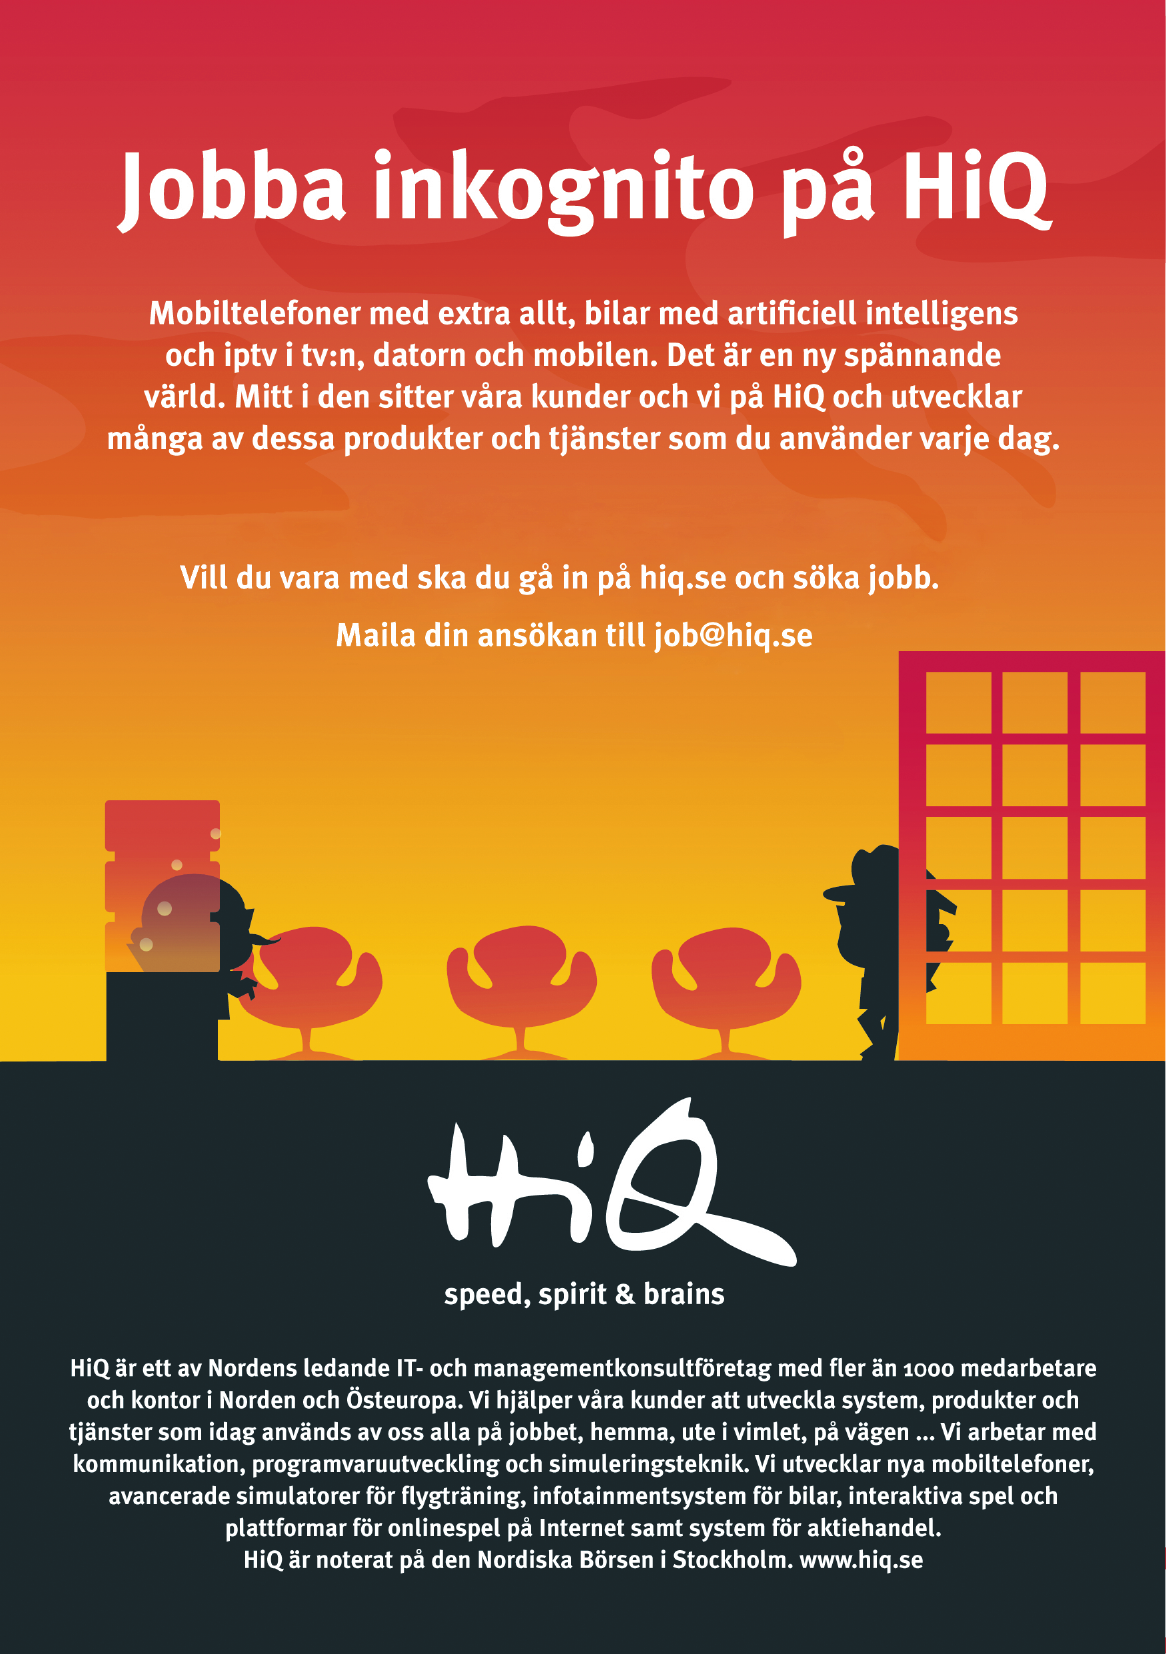 Jobba inkognito på HiQ
Mobiltelefoner med extra allt, bilar med artificiell intelligens
och iptv i tv:n, datorn och mobilen. Det är en ny spännande
värld. Mitt i den sitter våra kunder och vi på HiQ och utvecklar
många av dessa produkter och tjänster som du använder varje dag.
Vill du vara med ska du gå in på hiq.se ocn söka jobb.
Maila din ansökan till job@hiq.se
HiQ
speed, spirit & brains
HiQ är ett av Nordens ledande IT- och managementkonsultföretag med fler än 1000 medarbetare
och kontor i Norden och Östeuropa. Vi hjälper våra kunder att utveckla system, produkter och
tjänster som idag används av oss alla på jobbet, hemma, ute i vimlet, på vägen ... Vi arbetar med
kommunikation, programvaruutveckling och simuleringsteknik. Vi utvecklar nya mobiltelefoner,
avancerade simulatorer för flygträning, infotainmentsystem för bilar, interaktiva spel och
plattformar för onlinespel på Internet samt system för aktiehandel.
HiQ är noterat på den Nordiska Börsen i Stockholm. www.hiq.se